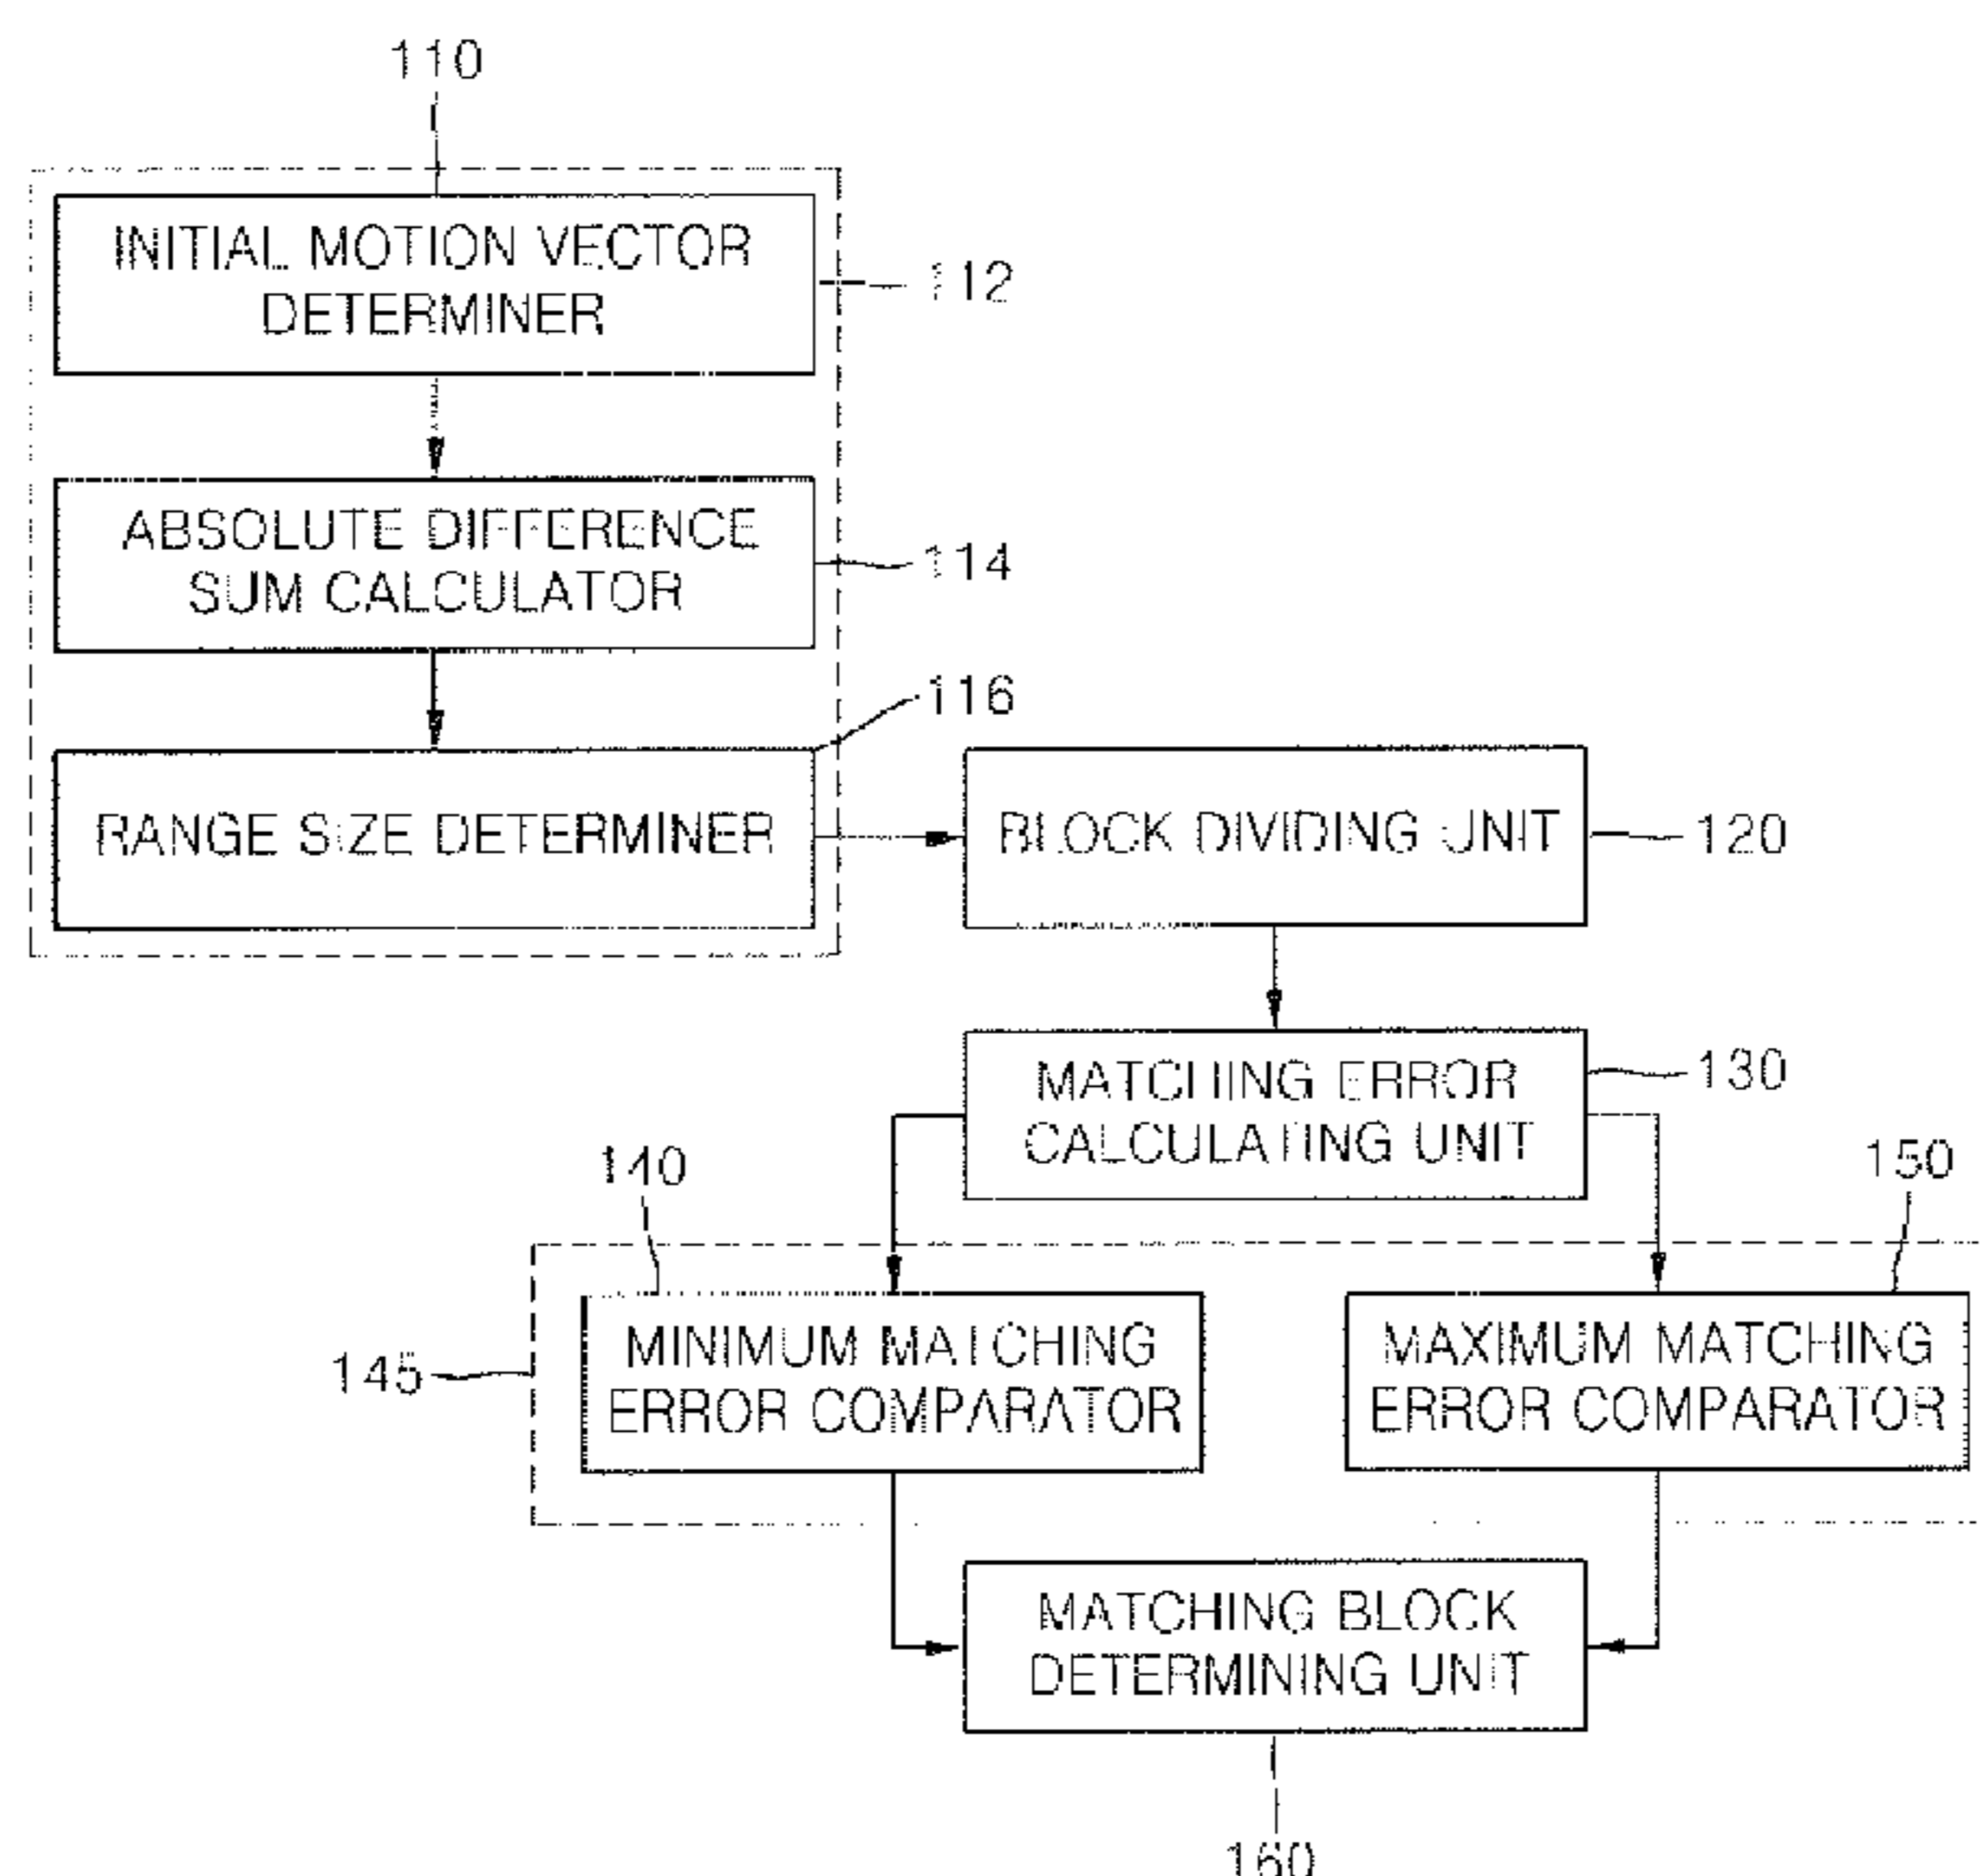 110
INITIAL MOTION VECTOR
DETERMINER
112
ABSOLUTE DIFFERENCE
SUM CALCULATOR
114
116
RANGE SIZE DETERMINER
BLOCK DIVIDING UNIT
120
MATCHING ERROR
CALCULATING UNIT
130
140
150
145
MINIMUM MATCHING
ERROR COMPARATOR
MAXIMUM MATCHING
ERROR COMPARATOR
MATCHING BLOCK
DETERMINING UNIT
160